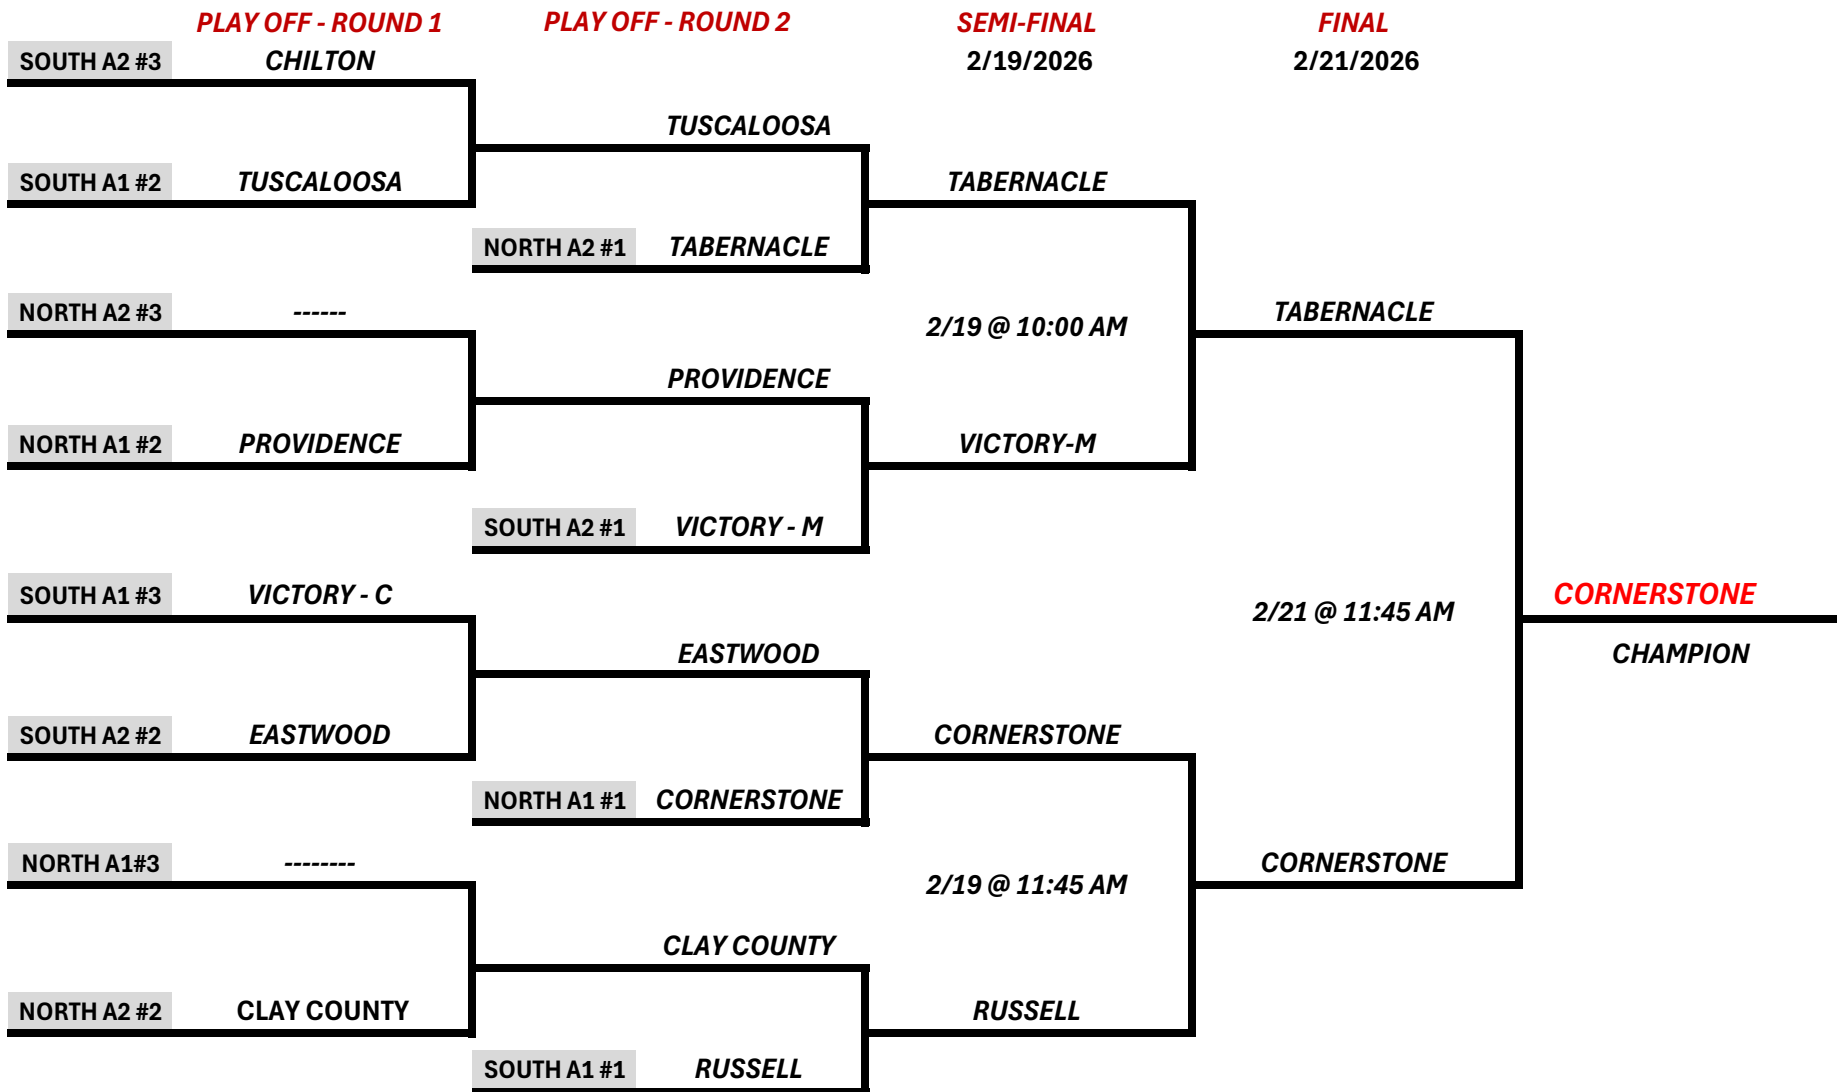 PLAY OFF - ROUND 1 PLAY OFF - ROUND 2 SEMI-FINAL FINAL
SOUTH A2 #3 CHILTON 2/19/2026 2/21/2026
TUSCALOOSA
SOUTH A1 #2 TUSCALOOSA TABERNACLE
NORTH A2 #1 TABERNACLE
NORTH A2 #3 ------ TABERNACLE
2/19 @ 10:00 AM
PROVIDENCE
NORTH A1 #2 PROVIDENCE VICTORY-M
SOUTH A2 #1 VICTORY - M
SOUTH A1 #3 VICTORY - C CORNERSTONE
2/21 @ 11:45 AM
EASTWOOD CHAMPION
SOUTH A2 #2 EASTWOOD CORNERSTONE
NORTH A1 #1 CORNERSTONE
NORTH A1#3 -------- CORNERSTONE
2/19 @ 11:45 AM
CLAY COUNTY
NORTH A2 #2 CLAY COUNTY RUSSELL
SOUTH A1 #1 RUSSELL